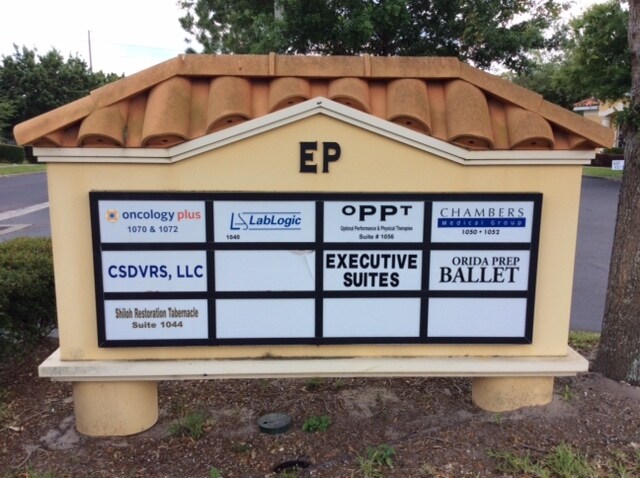 EP
oncology plus
1070 & 1072
LabLogic
1040
OPPT
Optimal Performance & Physical Therapies
Suite # 1056
CHAMBERS
Medical Group
1050 • 1052
CSDVRS, LLC
EXECUTIVE
SUITES
ORIDA PREP
BALLET
Shiloh Restoration Tabernacle
Suite 1044